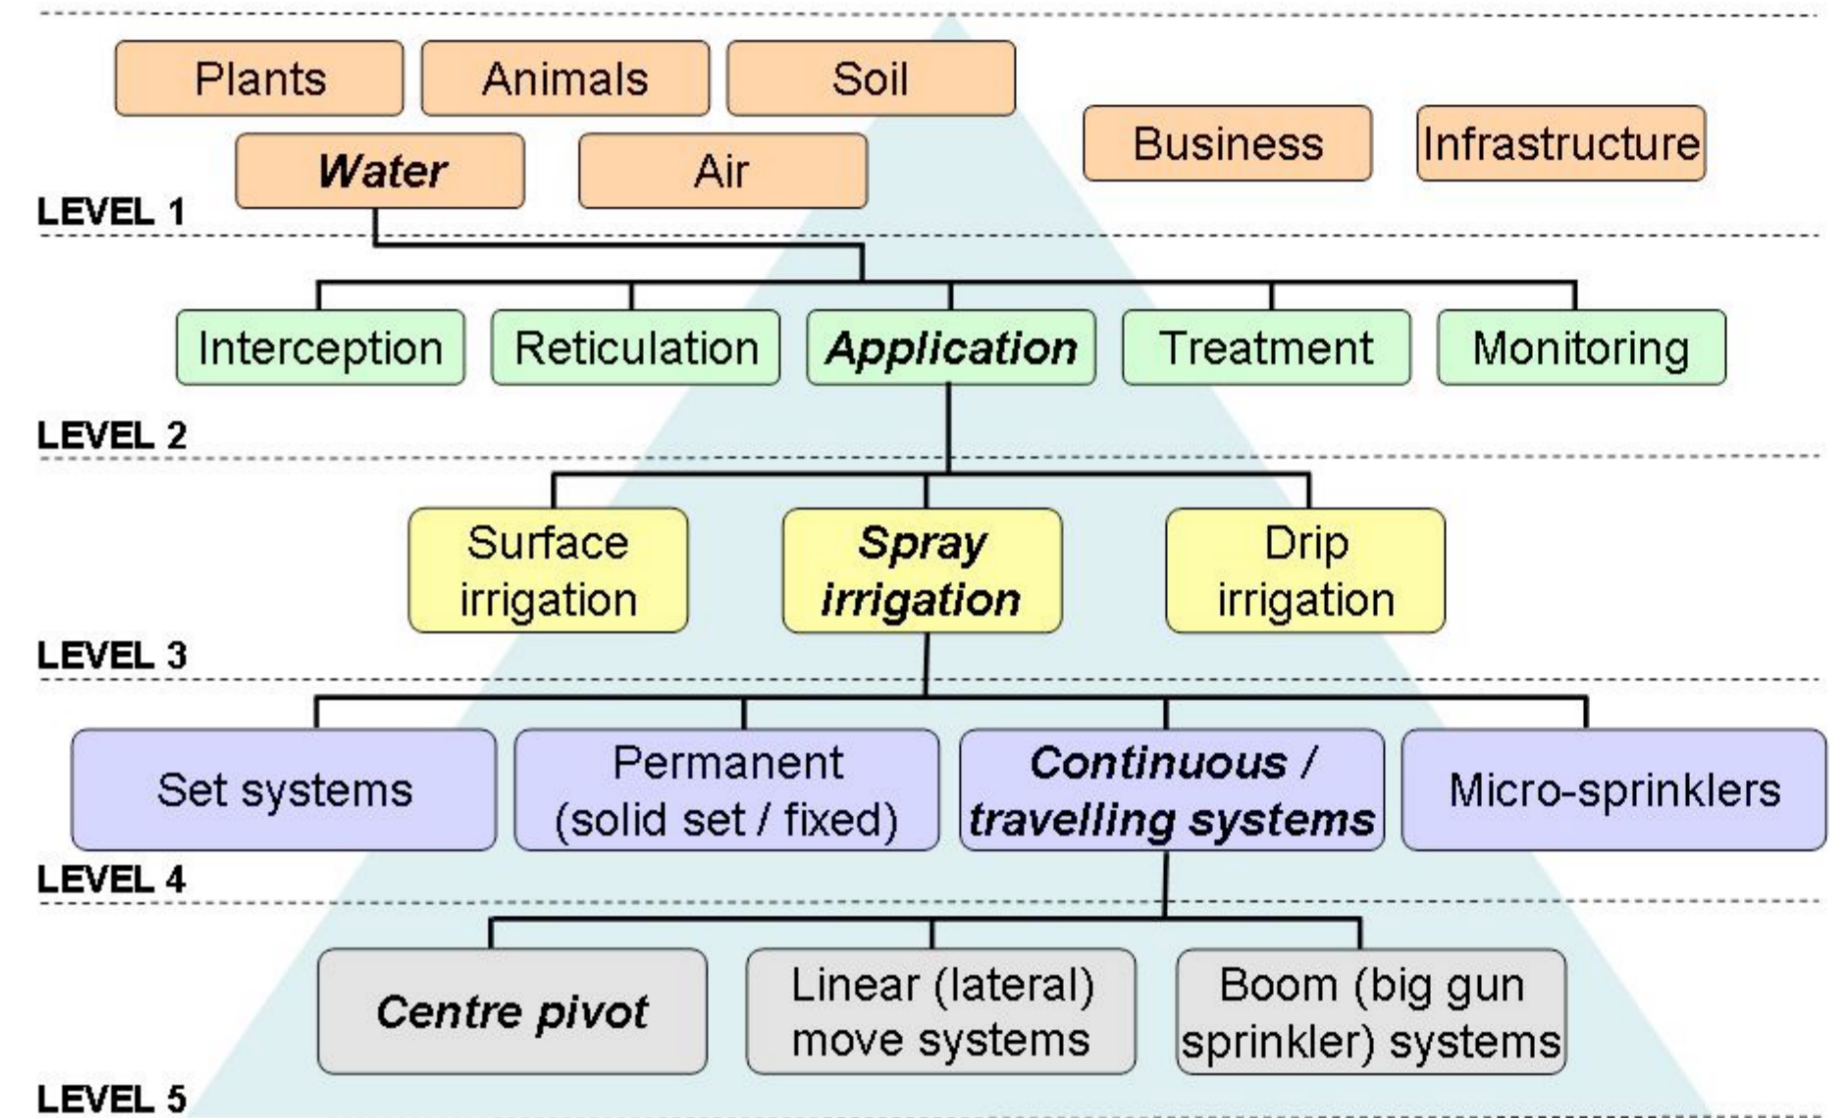 Plants
Animals
Soil
Business
Infrastructure
Water
Air
LEVEL 1
Interception
Reticulation
Application
Treatment
Monitoring
LEVEL 2
Surface
irrigation
Spray
irrigation
Drip
irrigation
LEVEL 3
Set systems
Permanent
(solid set / fixed)
Continuous /
travelling systems
Micro-sprinklers
LEVEL 4
Centre pivot
Linear (lateral)
move systems
Boom (big gun
sprinkler) systems
LEVEL 5